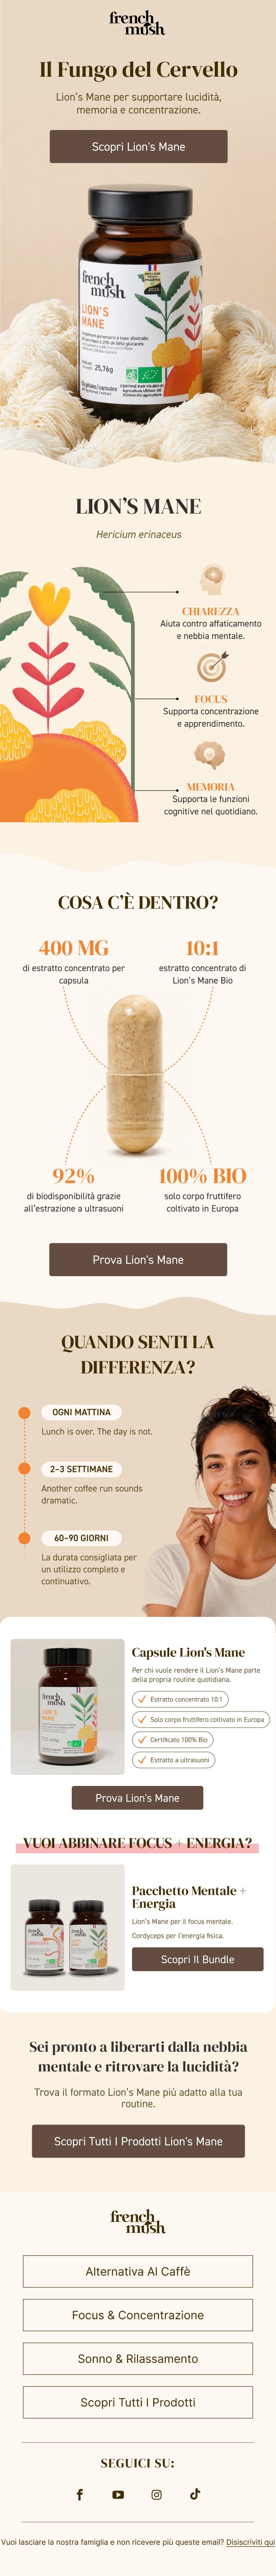 french
mush
Il Fungo del Cervello
Lion's Mane per supportare lucidità,
memoria e concentrazione.
Scopri Lion's Mane
french
mush
LION'S
MANE
25,76g
LION'S MANE
Hericium erinaceus
CHIAREZZA
Aiuta contro affaticamento
e nebbia mentale.
FOCUS
Supporta concentrazione
e apprendimento.
MEMORIA
Supporta le funzioni
cognitive nel quotidiano.
COSA C'È DENTRO?
400 MG
di estratto concentrato per
capsula
10:1
estratto concentrato di
Lion's Mane Bio
92%
di biodisponibilità grazie
all'estrazione a ultrasuoni
100% BIO
solo corpo fruttifero
coltivato in Europa
Prova Lion's Mane
QUANDO SENTI LA
DIFFERENZA?
OGNI MATTINA
Lunch is over. The day is not.
2–3 SETTIMANE
Another coffee run sounds
dramatic.
60–90 GIORNI
La durata consigliata per
un utilizzo completo e
continuativo.
french
mush
LION'S
MANE
Capsule Lion's Mane
Per chi vuole rendere il Lion's Mane parte
della propria routine quotidiana.
Estratto concentrato 10:1
Solo corpo fruttifero coltivato in Europa
Certificato 100% Bio
Estratto a ultrasuoni
Prova Lion's Mane
VUOI ABBINARE FOCUS + ENERGIA?
french
mush
french
mush
Pacchetto Mentale +
Energia
Lion's Mane per il focus mentale.
Cordyceps per l'energia fisica.
Scopri Il Bundle
Sei pronto a liberarti dalla nebbia
mentale e ritrovare la lucidità?
Trova il formato Lion's Mane più adatto alla tua
routine.
Scopri Tutti I Prodotti Lion's Mane
french
mush
Alternativa Al Caffè
Focus & Concentrazione
Sonno & Rilassamento
Scopri Tutti I Prodotti
SEGUICI SU:
Vuoi lasciare la nostra famiglia e non ricevere più queste email? Disiscriviti qui